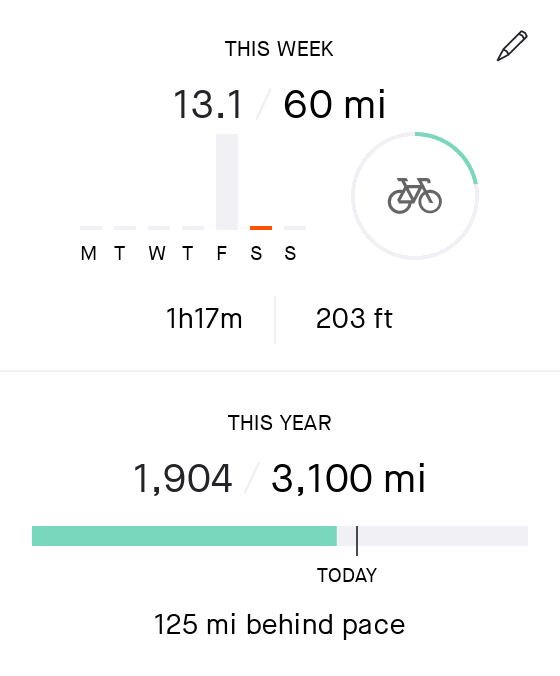 THIS WEEK
13.1 / 60 mi
M T W T F S S
1h17m 203 ft
THIS YEAR
1,904 / 3,100 mi
TODAY
125 mi behind pace